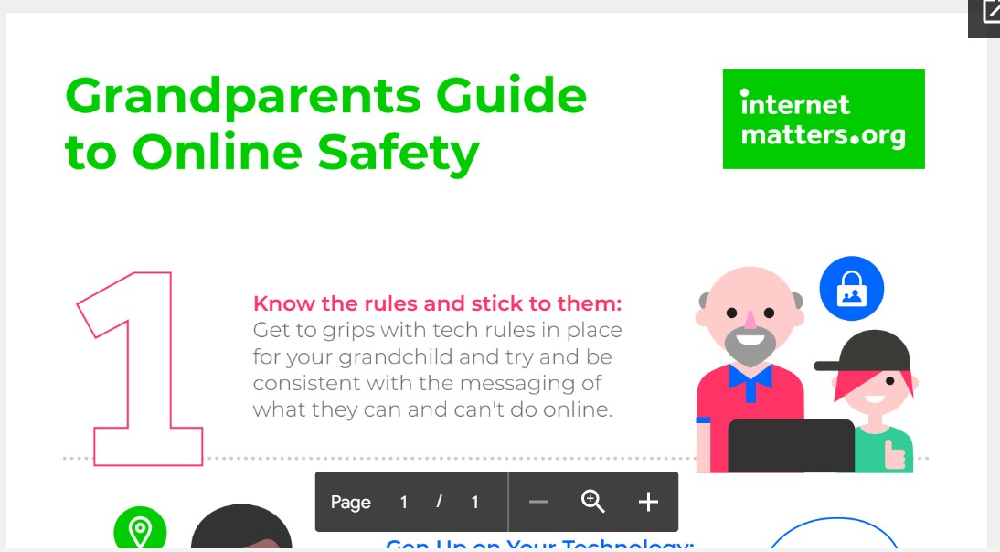 Grandparents Guide
to Online Safety
internet
matters.org
1
Know the rules and stick to them:
Get to grips with tech rules in place
for your grandchild and try and be
consistent with the messaging of
what they can and can't do online.
Page 1 / 1
Gen Up on Your Technology: